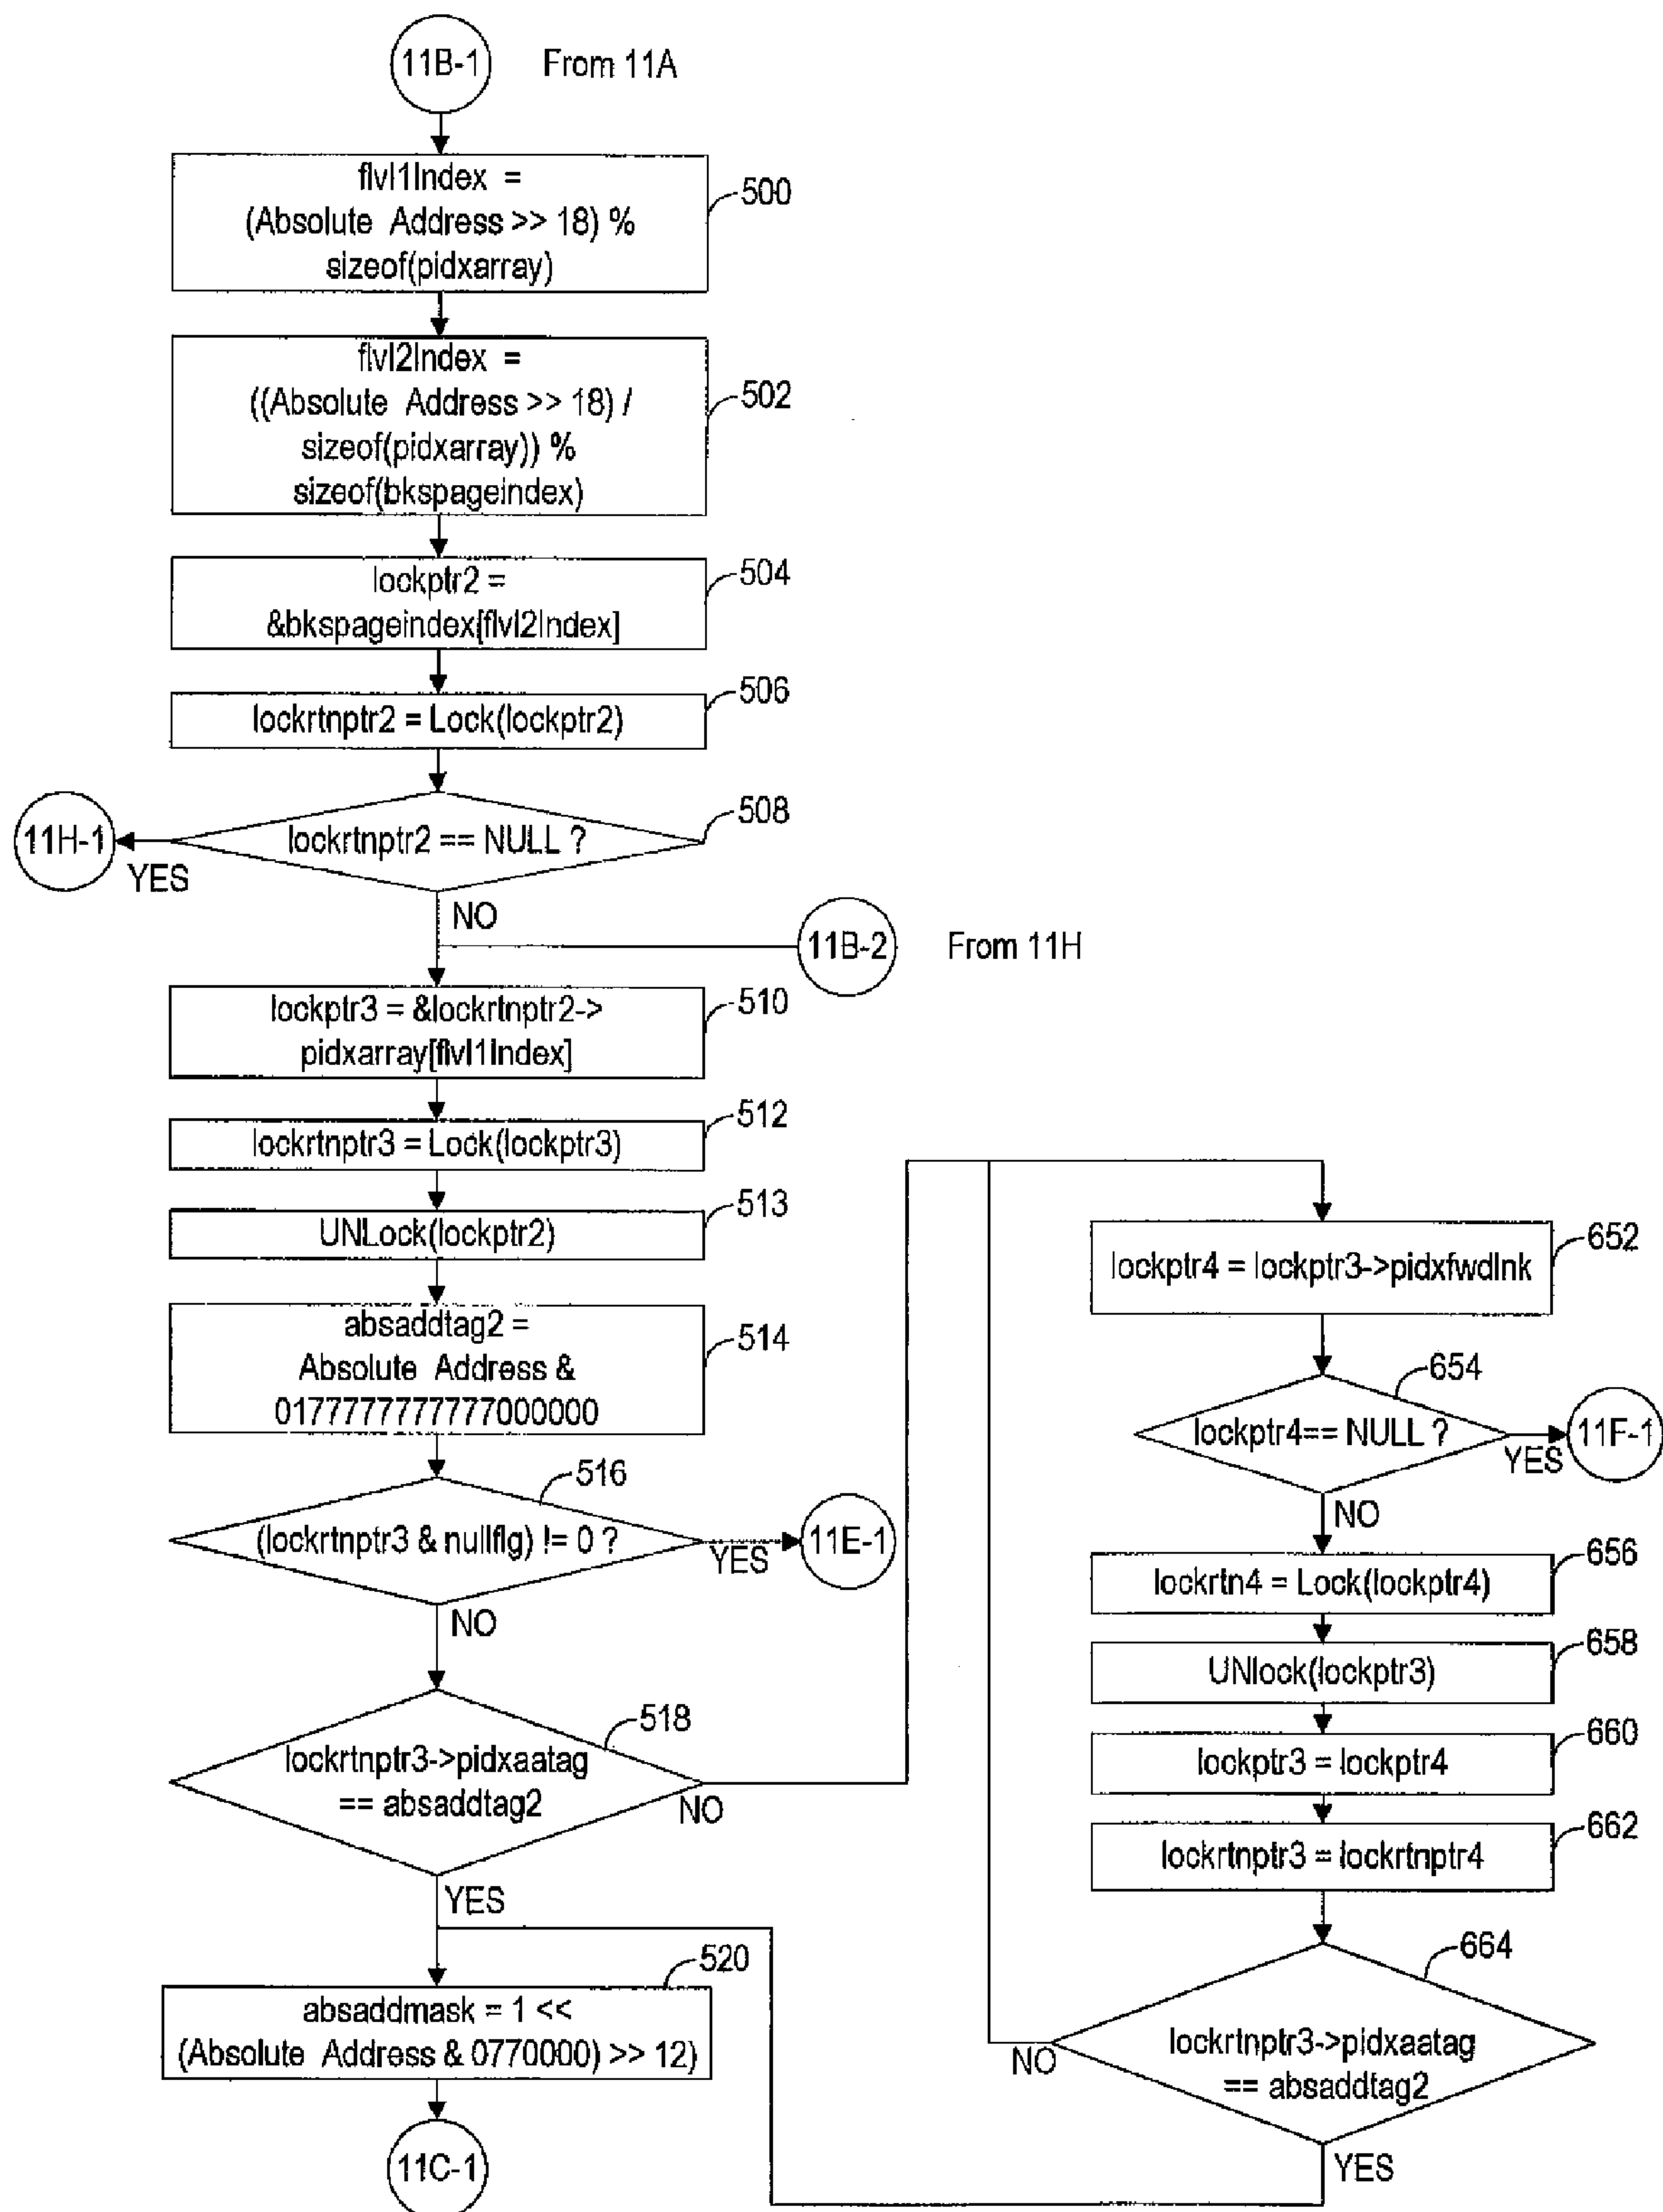 11B-1 From 11A
flvl1Index =
(Absolute Address >> 18) %
sizeof(pidxarray)
500
flvl2Index =
((Absolute Address >> 18) /
sizeof(pidxarray)) %
sizeof(bkspageindex)
502
lockptr2 =
&bkspageindex[flvl2Index]
504
lockrtnptr2 = Lock(lockptr2)
506
lockrtnptr2 == NULL ?
508
YES
11H-1
NO
11B-2 From 11H
lockptr3 = &lockrtnptr2->
pidxarray[flvl1Index]
510
lockrtnptr3 = Lock(lockptr3)
512
UNLock(lockptr2)
513
absaddtag2 =
Absolute Address &
0177777777777000000
514
(lockrtnptr3 & nullflg) != 0 ?
516
YES
11E-1
NO
lockrtnptr3->pidxaatag
== absaddtag2
518
NO
YES
absaddmask = 1 <<
(Absolute Address & 0770000) >> 12)
520
11C-1
lockptr4 = lockptr3->pidxfwdlnk
652
lockptr4== NULL ?
654
YES
11F-1
NO
lockrtn4 = Lock(lockptr4)
656
UNlock(lockptr3)
658
lockptr3 = lockptr4
660
lockrtnptr3 = lockrtnptr4
662
lockrtnptr3->pidxaatag
== absaddtag2
664
NO
YES